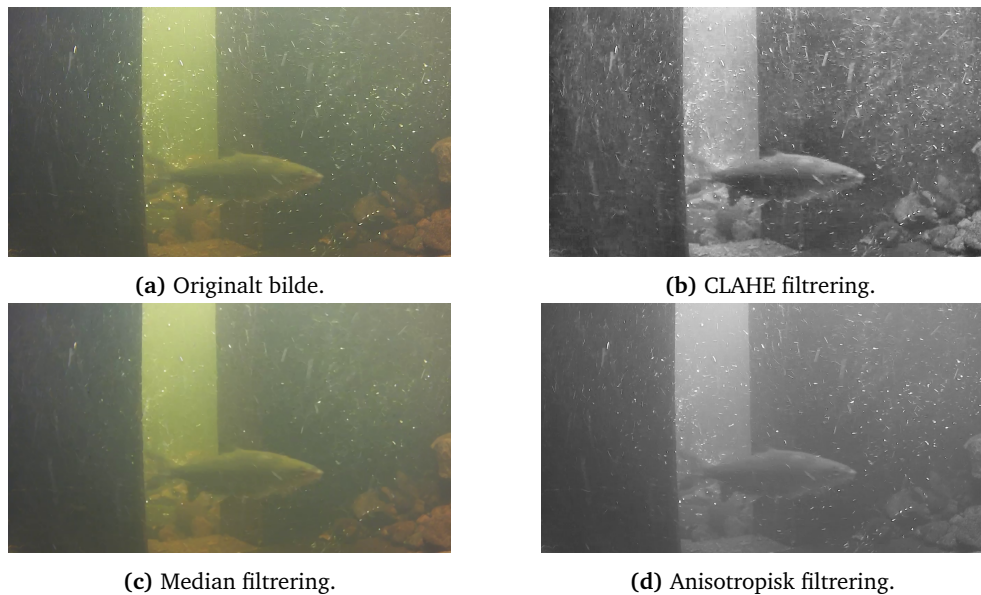 (a) Originalt bilde.
(b) CLAHE filtrering.
(c) Median filtrering.
(d) Anisotropisk filtrering.